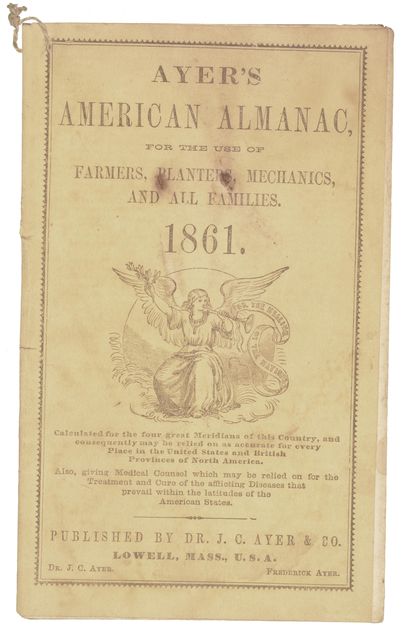 AYER'S
AMERICAN ALMANAC,
FOR THE USE OF
FARMERS, PLANTERS, MECHANICS,
AND ALL FAMILIES.
1861.
Calculated for the four great Meridians of this Country, and
consequently may be relied on as accurate for every
Place in the United States and British
Provinces of North America.
Also, giving Medical Counsel which may be relied on for the
Treatment and Cure of the afflicting Diseases that
prevail within the latitudes of the
American States.
PUBLISHED BY DR. J. C. AYER & CO.
LOWELL, MASS., U. S. A.
DR. J. C. AYER.
FREDERICK AYER.